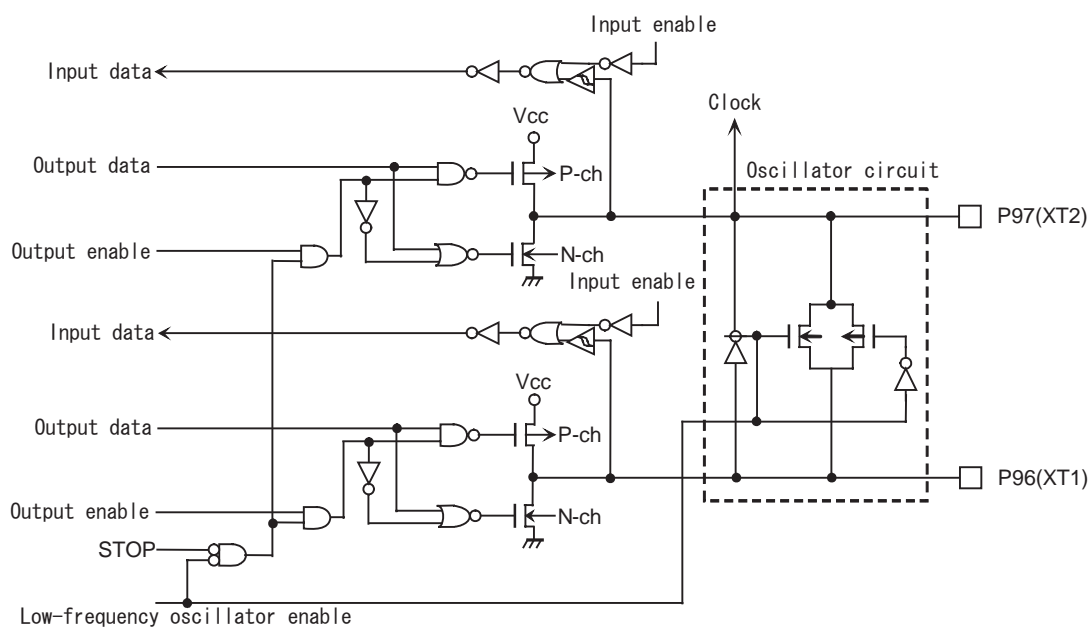 Input enable
Input data
Clock
Vcc
Output data
P-ch
Oscillator circuit
P97(XT2)
Output enable
N-ch
Input enable
Input data
Vcc
Output data
P-ch
P96(XT1)
Output enable
N-ch
STOP
Low-frequency oscillator enable